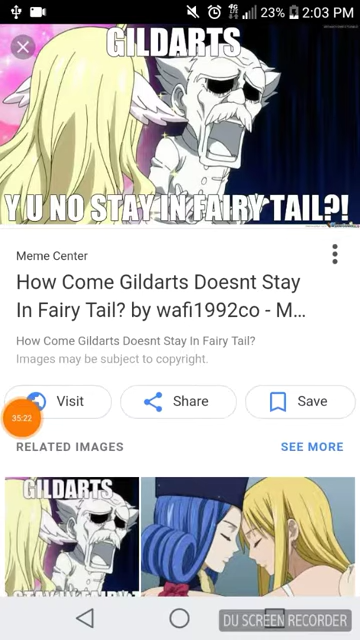 23% 2:03 PM
GILDARTS
Y U NO STAY IN FAIRY TAIL?!
Meme Center
How Come Gildarts Doesnt Stay
In Fairy Tail? by wafi1992co - M...
How Come Gildarts Doesnt Stay In Fairy Tail?
Images may be subject to copyright.
Visit Share Save
35:22
RELATED IMAGES SEE MORE
GILDARTS
DU SCREEN RECORDER